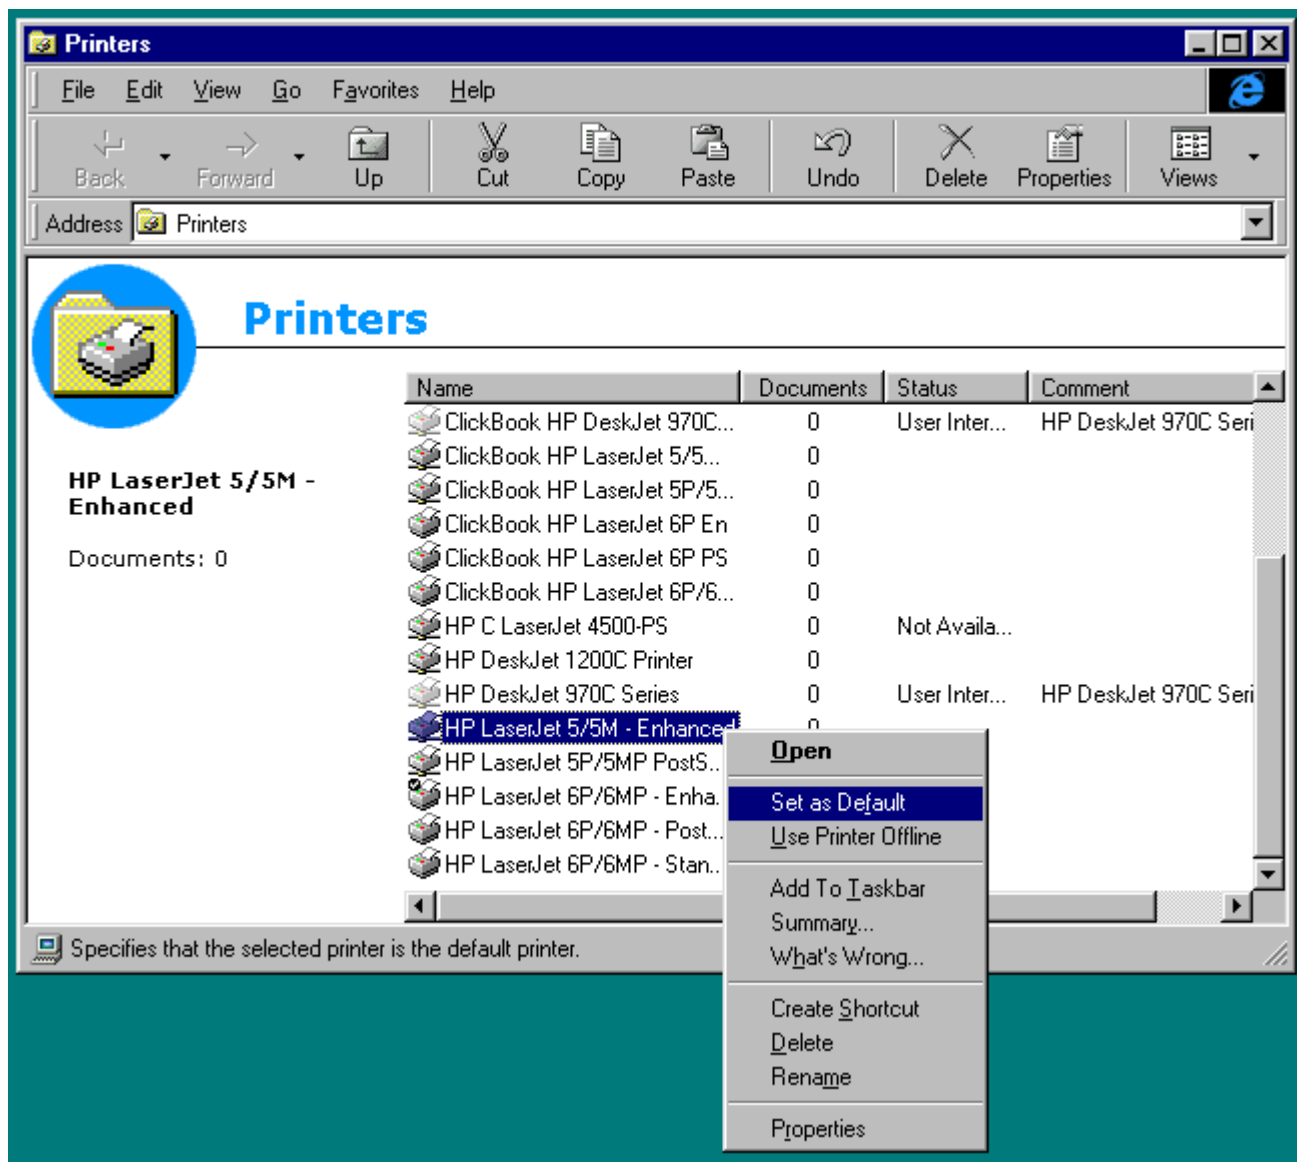 Printers
File Edit View Go Favorites Help
Back Forward Up Cut Copy Paste Undo Delete Properties Views
Address Printers
Printers
Name Documents Status Comment
ClickBook HP DeskJet 970C... 0 User Inter... HP DeskJet 970C Seri
ClickBook HP LaserJet 5/5... 0
HP LaserJet 5/5M -
Enhanced
Documents: 0
ClickBook HP LaserJet 5P/5... 0
ClickBook HP LaserJet 6P En 0
ClickBook HP LaserJet 6P PS 0
ClickBook HP LaserJet 6P/6... 0
HP C LaserJet 4500-PS 0 Not Availa...
HP DeskJet 1200C Printer 0
HP DeskJet 970C Series 0 User Inter... HP DeskJet 970C Seri
HP LaserJet 5/5M - Enhanced 0
HP LaserJet 5P/5MP PostS...
HP LaserJet 6P/6MP - Enha.
HP LaserJet 6P/6MP - Post...
HP LaserJet 6P/6MP - Stan..
Open
Set as Default
Use Printer Offline
Add To Taskbar
Summary...
What's Wrong...
Create Shortcut
Delete
Rename
Properties
Specifies that the selected printer is the default printer.